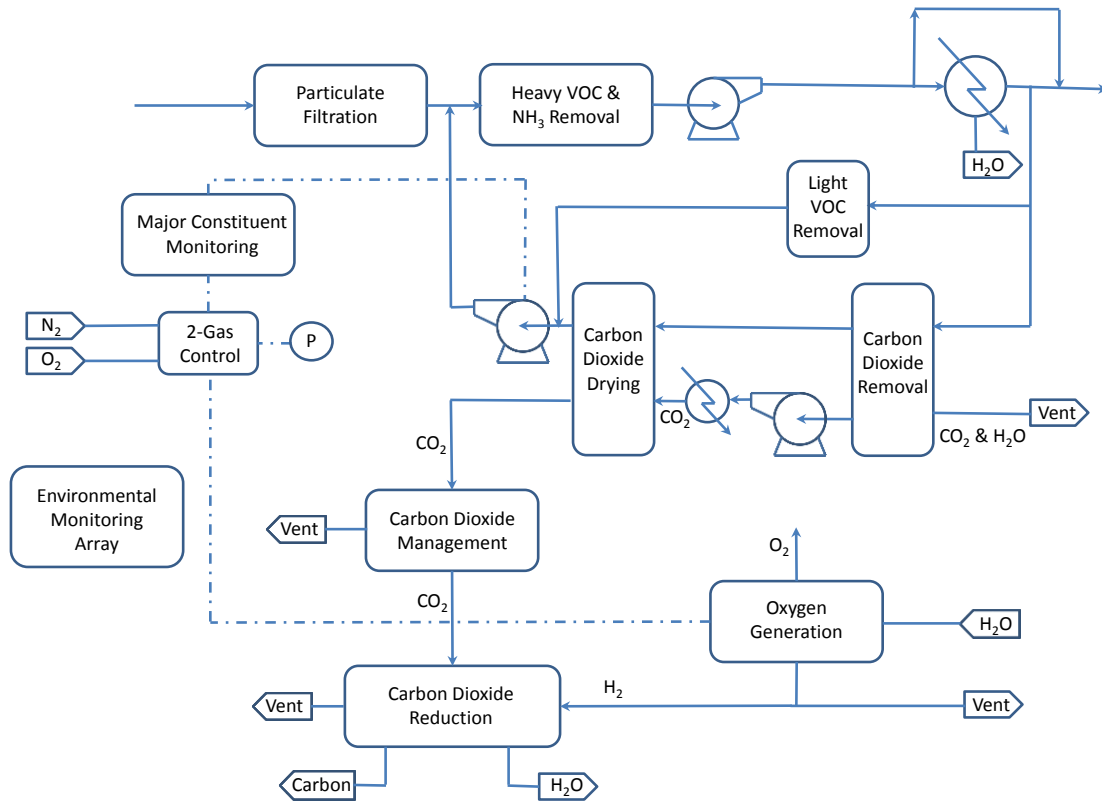 Particulate
Filtration
Heavy VOC &
NH₃ Removal
H₂O
Light
VOC
Removal
Major Constituent
Monitoring
N₂
O₂
2-Gas
Control
P
Carbon
Dioxide
Drying
Carbon
Dioxide
Removal
CO₂
Vent
CO₂ & H₂O
CO₂
Environmental
Monitoring
Array
Vent
Carbon Dioxide
Management
O₂
CO₂
Oxygen
Generation
H₂O
Vent
Carbon Dioxide
Reduction
H₂
Vent
Carbon
H₂O